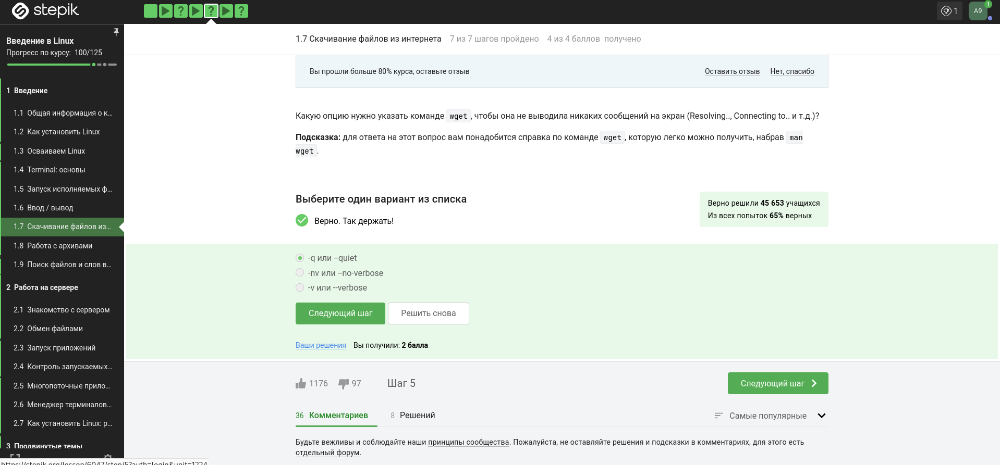 stepik
? ? ?
1
A9
1
Введение в Linux
Прогресс по курсу: 100/125
1 Введение
1.1 Общая информация о к...
1.2 Как установить Linux
1.3 Осваиваем Linux
1.4 Terminal: основы
1.5 Запуск исполняемых ф...
1.6 Ввод / вывод
1.7 Скачивание файлов из...
1.8 Работа с архивами
1.9 Поиск файлов и слов в...
2 Работа на сервере
2.1 Знакомство с сервером
2.2 Обмен файлами
2.3 Запуск приложений
2.4 Контроль запускаемых...
2.5 Многопоточные прило...
2.6 Менеджер терминалов...
2.7 Как установить Linux: р...
3 Продвинутые темы
https://stepik.org/lesson/6047/step/5?auth=login&unit=1224
1.7 Скачивание файлов из интернета 7 из 7 шагов пройдено 4 из 4 баллов получено
Вы прошли больше 80% курса, оставьте отзыв Оставить отзыв Нет, спасибо
Какую опцию нужно указать команде wget, чтобы она не выводила никаких сообщений на экран (Resolving.., Connecting to.. и т.д.)?
Подсказка: для ответа на этот вопрос вам понадобится справка по команде wget, которую легко можно получить, набрав man
wget.
Выберите один вариант из списка
Верно. Так держать!
Верно решили 45 653 учащихся
Из всех попыток 65% верных
-q или --quiet
-nv или --no-verbose
-v или --verbose
Следующий шаг Решить снова
Ваши решения Вы получили: 2 балла
1176 97 Шаг 5 Следующий шаг
36 Комментариев 8 Решений Самые популярные
Будьте вежливы и соблюдайте наши принципы сообщества. Пожалуйста, не оставляйте решения и подсказки в комментариях, для этого есть
отдельный форум.